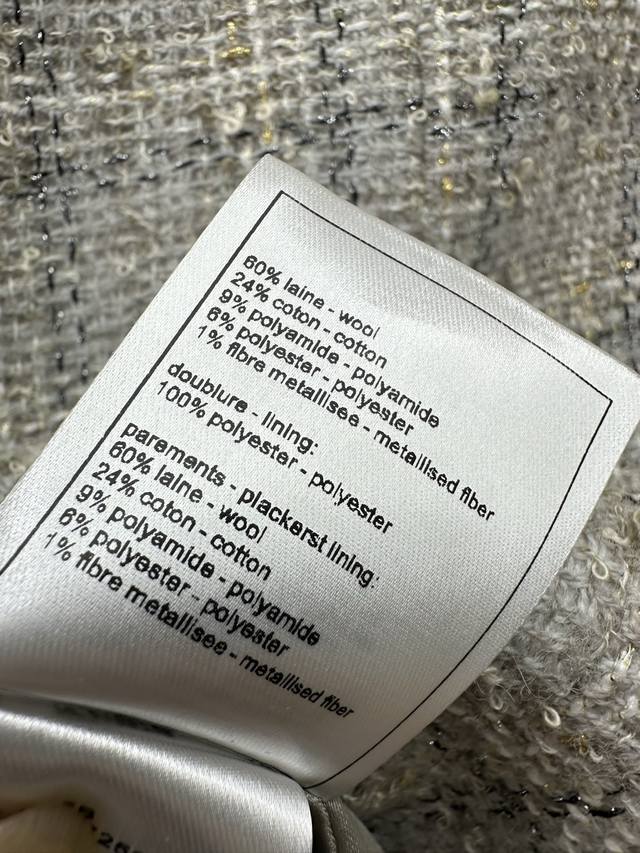 60% laine - wool
24% coton - cotton
9% polyamide - polyamide
6% polyester - polyester
1% fibre metallisee - metallised fiber
doublure - lining:
100% polyester - polyester
parements - plackerst lining:
60% laine - wool
24% coton - cotton
9% polyamide - polyamide
6% polyester - polyester
1% fibre metallisee - metallised fiber